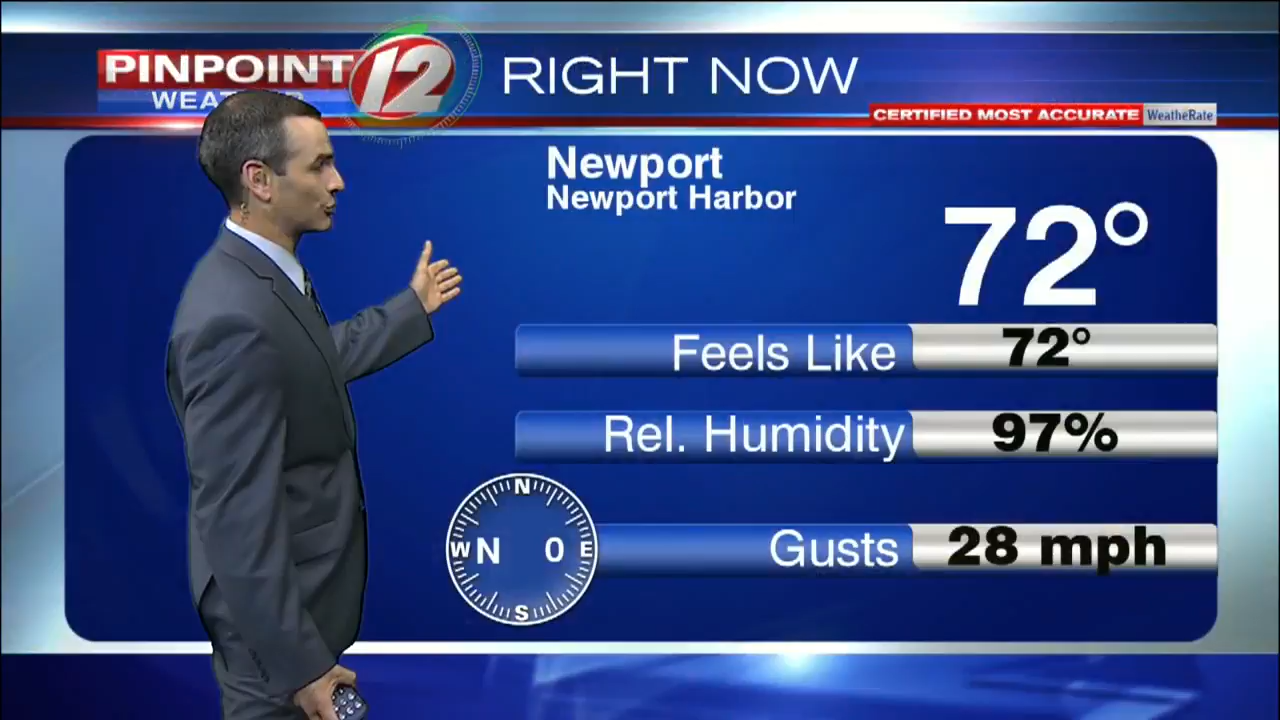 PINPOINT 12
WEATHER
RIGHT NOW
CERTIFIED MOST ACCURATE WeatheRate
Newport
Newport Harbor
72°
Feels Like 72°
Rel. Humidity 97%
N
W N 0 E
S
Gusts 28 mph